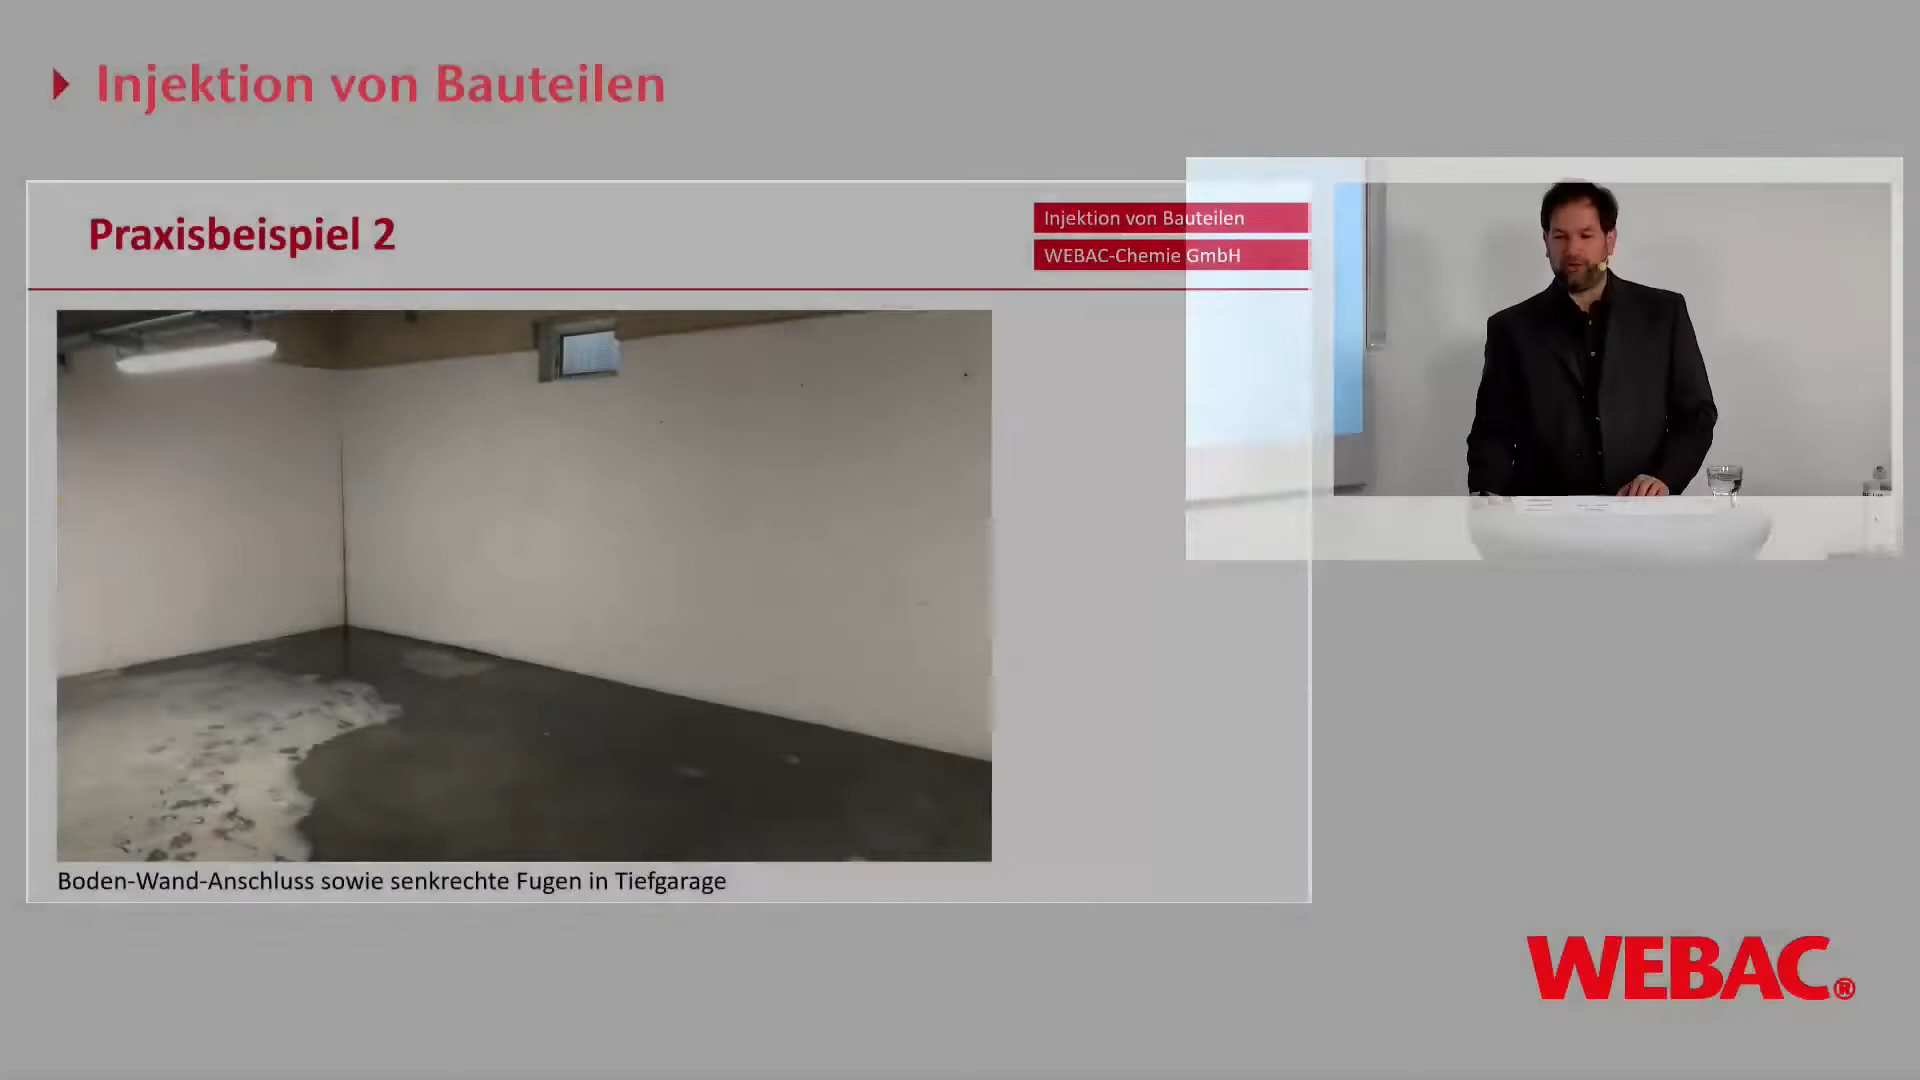 Injektion von Bauteilen
Praxisbeispiel 2
Injektion von Bauteilen
WEBAC-Chemie GmbH
Boden-Wand-Anschluss sowie senkrechte Fugen in Tiefgarage
WEBAC®